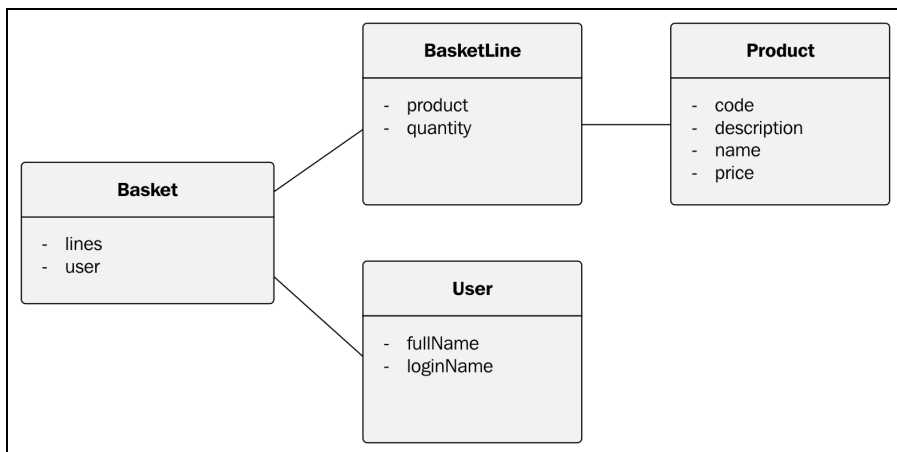 BasketLine
- product
- quantity
Product
- code
- description
- name
- price
Basket
- lines
- user
User
- fullName
- loginName